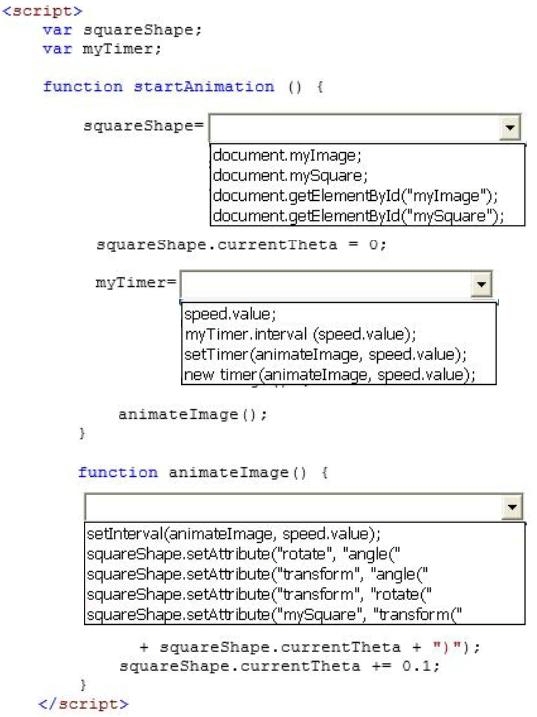 <script>
var squareShape;
var myTimer;
function startAnimation () {
squareShape=
document.myImage;
document.mySquare;
document.getElementById("myImage");
document.getElementById("mySquare");
squareShape.currentTheta = 0;
myTimer=
speed.value;
myTimer.interval (speed.value);
setTimer(animateImage, speed.value);
new timer(animateImage, speed.value);
animateImage();
}
function animateImage() {
setInterval(animateImage, speed.value);
squareShape.setAttribute("rotate", "angle("
squareShape.setAttribute("transform", "angle("
squareShape.setAttribute("transform", "rotate("
squareShape.setAttribute("mySquare", "transform("
+ squareShape.currentTheta + ")");
squareShape.currentTheta += 0.1;
}
</script>